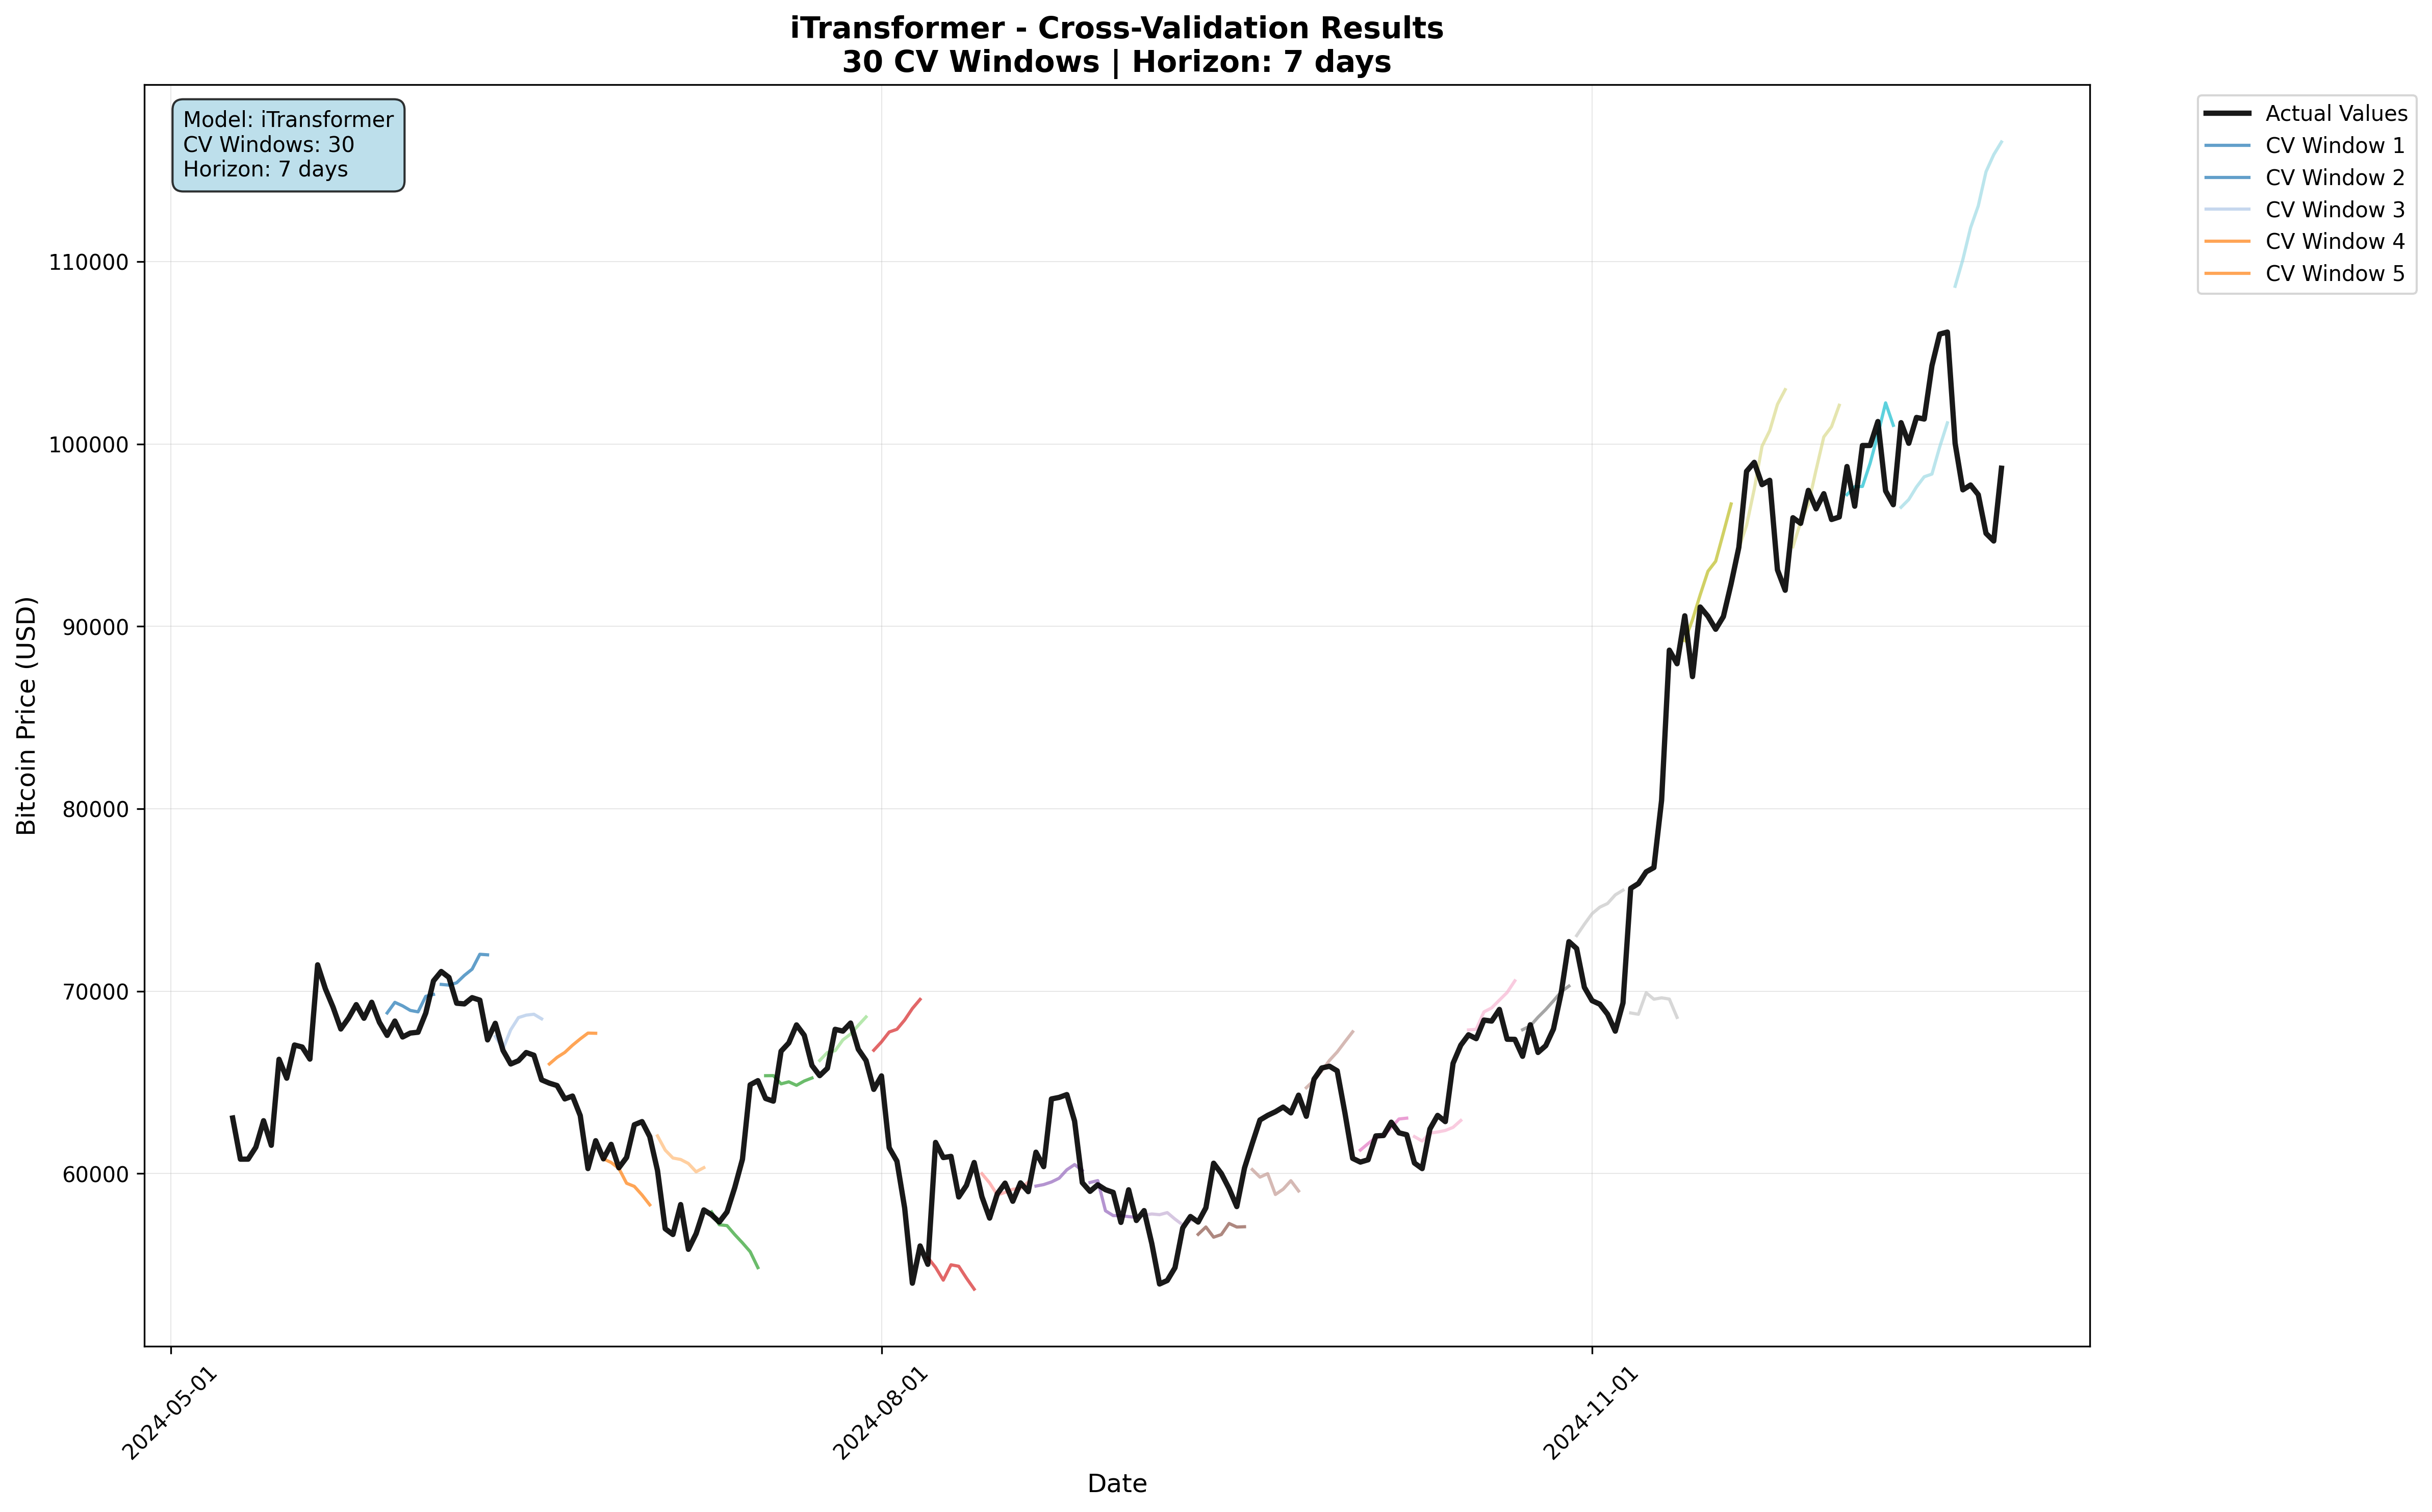 iTransformer - Cross-Validation Results
30 CV Windows | Horizon: 7 days
Model: iTransformer
CV Windows: 30
Horizon: 7 days
Actual Values
CV Window 1
CV Window 2
CV Window 3
CV Window 4
CV Window 5
Bitcoin Price (USD)
110000
100000
90000
80000
70000
60000
2024-05-01
2024-08-01
2024-11-01
Date